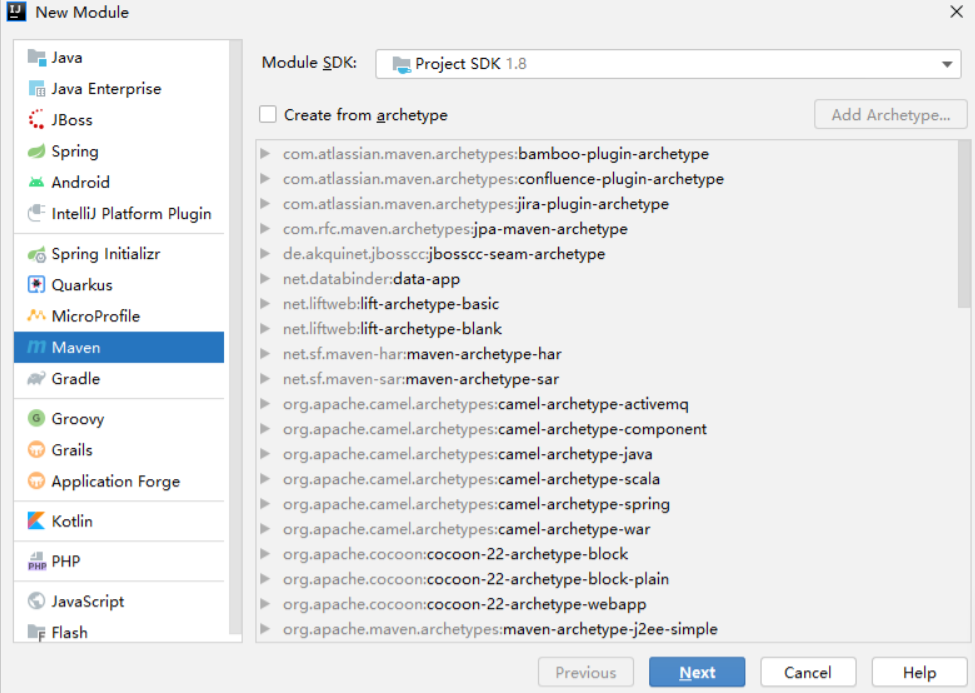 New Module
Java
Java Enterprise
JBoss
Spring
Android
IntelliJ Platform Plugin
Spring Initializr
Quarkus
MicroProfile
Maven
Gradle
Groovy
Grails
Application Forge
Kotlin
PHP
JavaScript
Flash
Module SDK: Project SDK 1.8
Create from archetype Add Archetype...
com.atlassian.maven.archetypes:bamboo-plugin-archetype
com.atlassian.maven.archetypes:confluence-plugin-archetype
com.atlassian.maven.archetypes:jira-plugin-archetype
com.rfc.maven.archetypes:jpa-maven-archetype
de.akquinet.jbosscc:jbosscc-seam-archetype
net.databinder:data-app
net.liftweb:lift-archetype-basic
net.liftweb:lift-archetype-blank
net.sf.maven-har:maven-archetype-har
net.sf.maven-sar:maven-archetype-sar
org.apache.camel.archetypes:camel-archetype-activemq
org.apache.camel.archetypes:camel-archetype-component
org.apache.camel.archetypes:camel-archetype-java
org.apache.camel.archetypes:camel-archetype-scala
org.apache.camel.archetypes:camel-archetype-spring
org.apache.camel.archetypes:camel-archetype-war
org.apache.cocoon:cocoon-22-archetype-block
org.apache.cocoon:cocoon-22-archetype-block-plain
org.apache.cocoon:cocoon-22-archetype-webapp
org.apache.maven.archetypes:maven-archetype-j2ee-simple
Previous Next Cancel Help